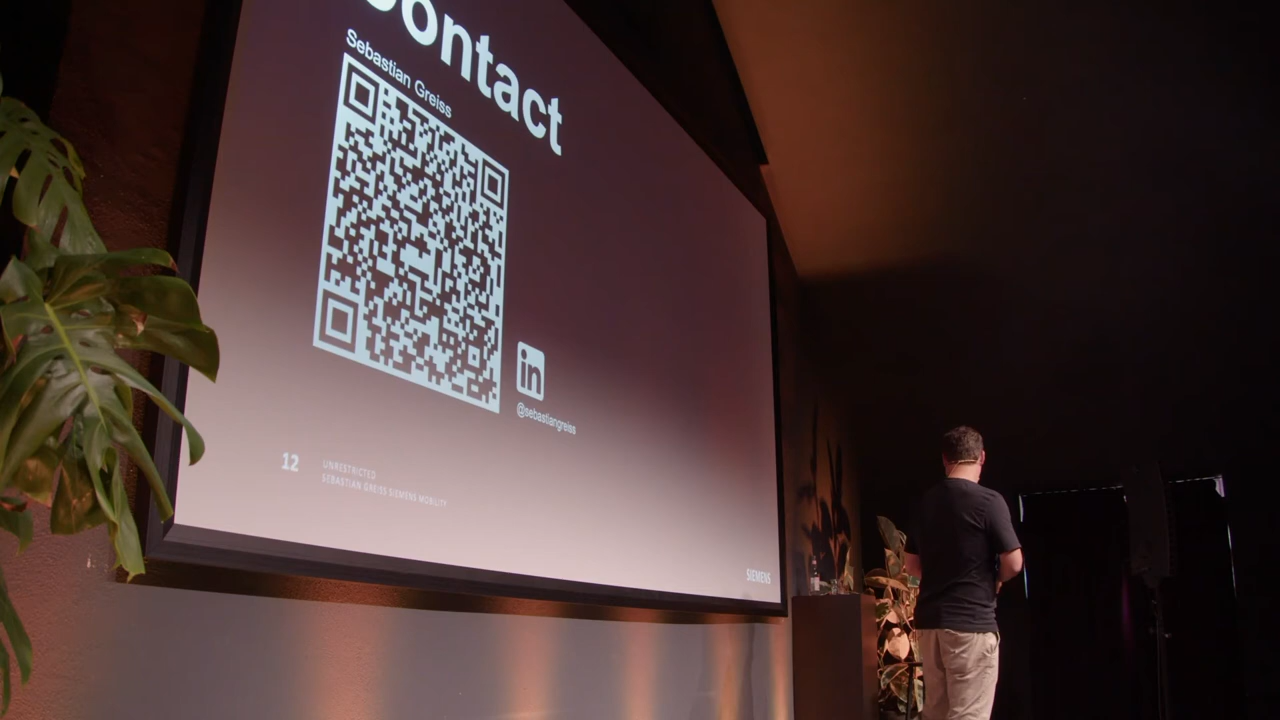 Contact
Sebastian Greiss
in
@sebastiangreiss
12
UNRESTRICTED
SEBASTIAN GREISS SIEMENS MOBILITY
SIEMENS